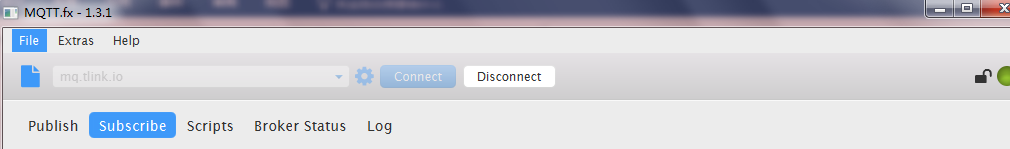 MQTT.fx - 1.3.1
File Extras Help
mq.tlink.io Connect Disconnect
Publish Subscribe Scripts Broker Status Log